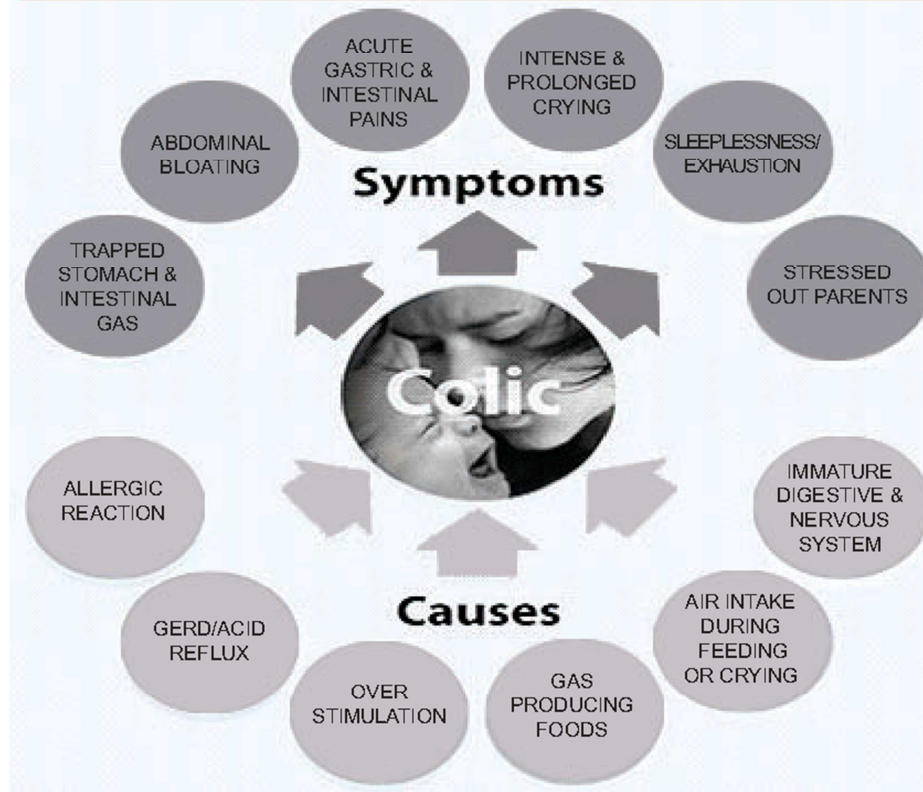 ACUTE
GASTRIC &
INTESTINAL
PAINS
INTENSE &
PROLONGED
CRYING
ABDOMINAL
BLOATING
SLEEPLESSNESS/
EXHAUSTION
Symptoms
TRAPPED
STOMACH &
INTESTINAL
GAS
STRESSED
OUT PARENTS
Colic
ALLERGIC
REACTION
IMMATURE
DIGESTIVE &
NERVOUS
SYSTEM
Causes
GERD/ACID
REFLUX
AIR INTAKE
DURING
FEEDING
OR CRYING
OVER
STIMULATION
GAS
PRODUCING
FOODS